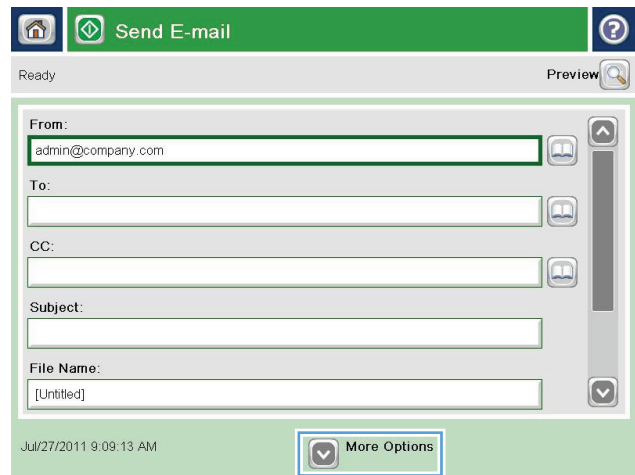 Send E-mail
Ready Preview
From:
admin@company.com
To:
CC:
Subject:
File Name:
[Untitled]
Jul/27/2011 9:09:13 AM More Options